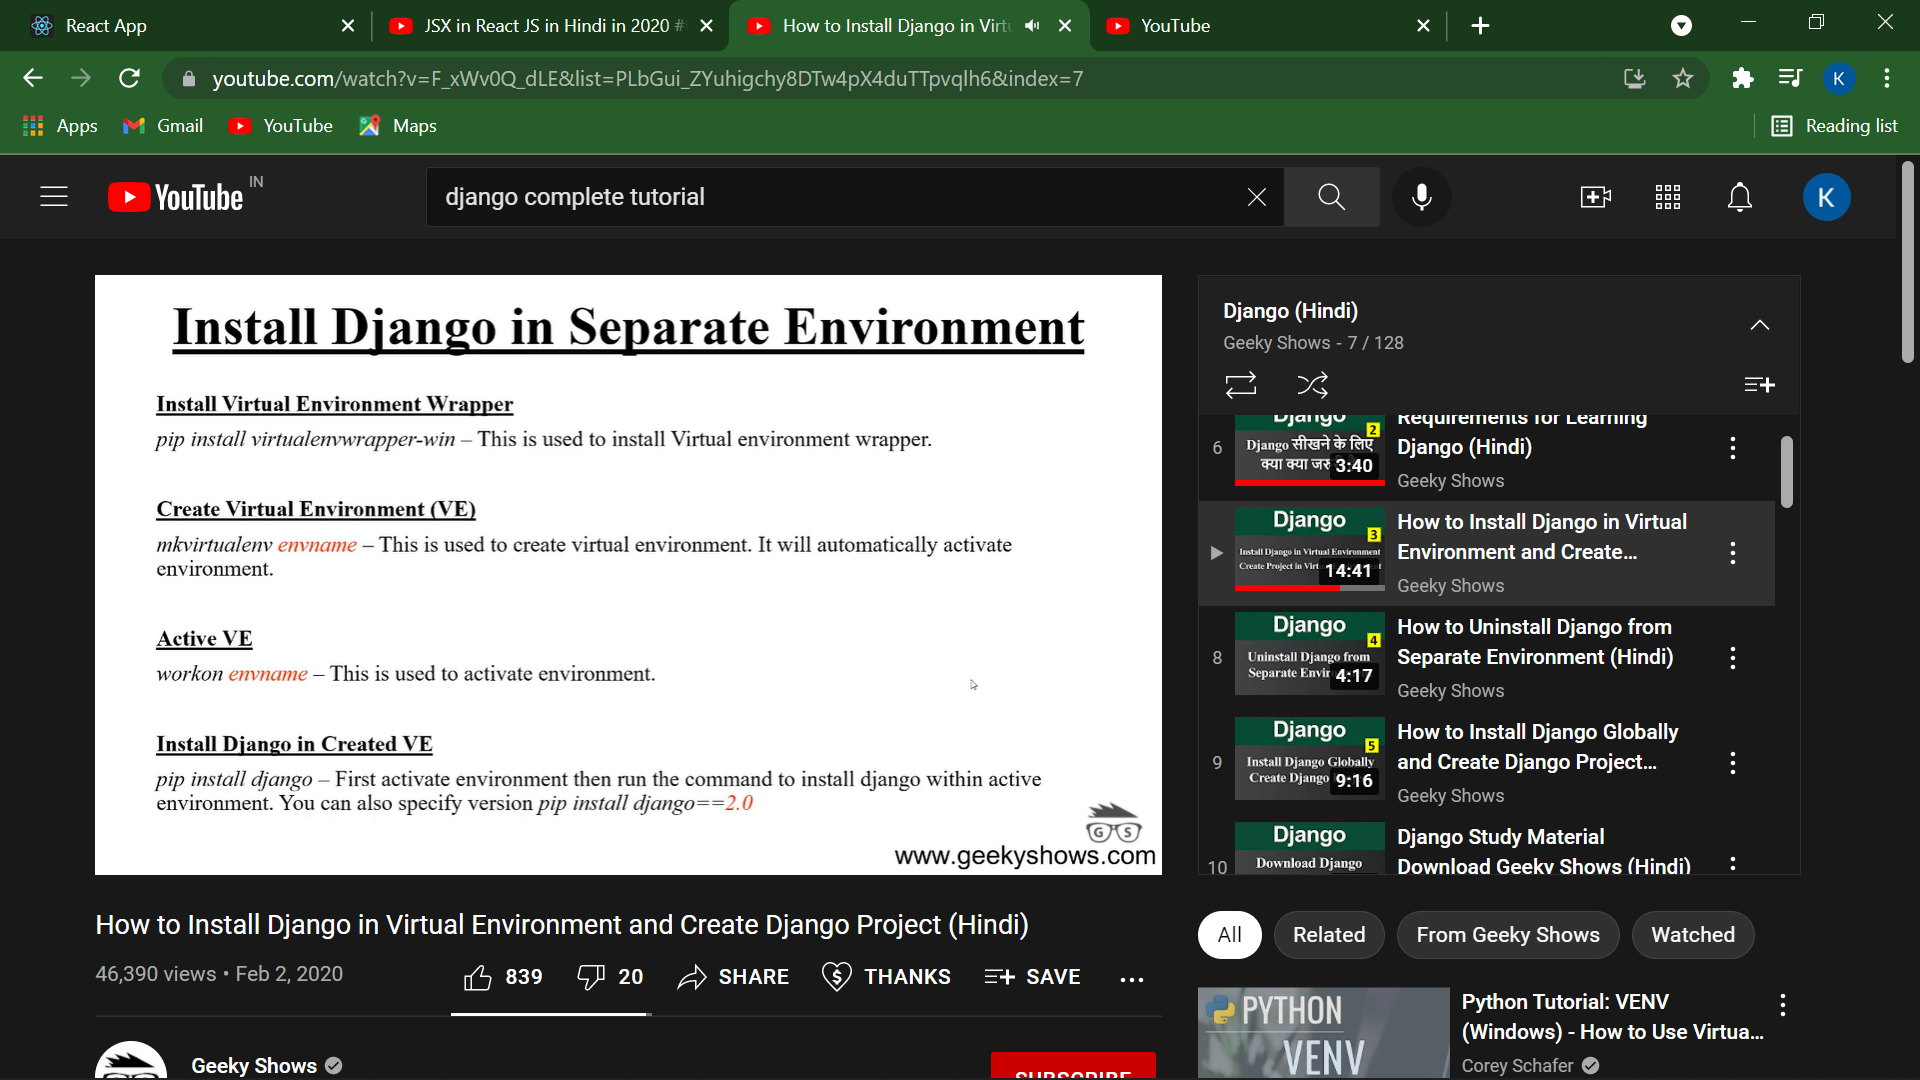 React App
JSX in React JS in Hindi in 2020 #
How to Install Django in Virtu
YouTube
youtube.com/watch?v=F_xWv0Q_dLE&list=PLbGui_ZYuhigchy8DTw4pX4duTTpvqlh6&index=7
K
Apps
Gmail
YouTube
Maps
Reading list
YouTube IN
django complete tutorial
K
Install Django in Separate Environment
Install Virtual Environment Wrapper
pip install virtualenvwrapper-win – This is used to install Virtual environment wrapper.
Create Virtual Environment (VE)
mkvirtualenv envname – This is used to create virtual environment. It will automatically activate
environment.
Active VE
workon envname – This is used to activate environment.
Install Django in Created VE
pip install django – First activate environment then run the command to install django within active
environment. You can also specify version pip install django==2.0
G S
www.geekyshows.com
Django (Hindi)
Geeky Shows - 7 / 128
6
Django
2
Django सीखने के लिए
क्या क्या जरु
3:40
Requirements for Learning
Django (Hindi)
Geeky Shows
Django
3
Install Django in Virtual Environment
Create Project in Virt
14:41
How to Install Django in Virtual
Environment and Create...
Geeky Shows
8
Django
4
Uninstall Django from
Separate Envir
4:17
How to Uninstall Django from
Separate Environment (Hindi)
Geeky Shows
9
Django
5
Install Django Globally
Create Django
9:16
How to Install Django Globally
and Create Django Project...
Geeky Shows
10
Django
Download Django
Django Study Material
Download Geeky Shows (Hindi)
How to Install Django in Virtual Environment and Create Django Project (Hindi)
46,390 views • Feb 2, 2020
839
20
SHARE
THANKS
SAVE
Geeky Shows
SUBSCRIBE
All
Related
From Geeky Shows
Watched
PYTHON
VENV
Python Tutorial: VENV
(Windows) - How to Use Virtua...
Corey Schafer